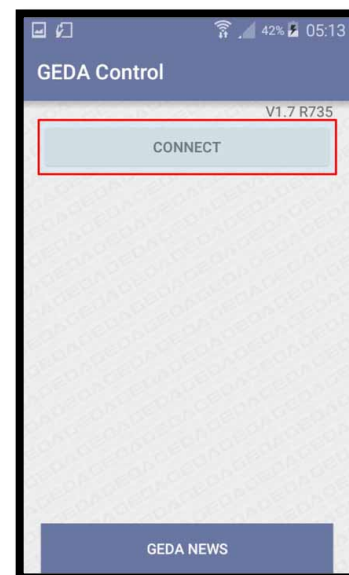 42% 05:13
GEDA Control
V1.7 R735
CONNECT
GEDA NEWS